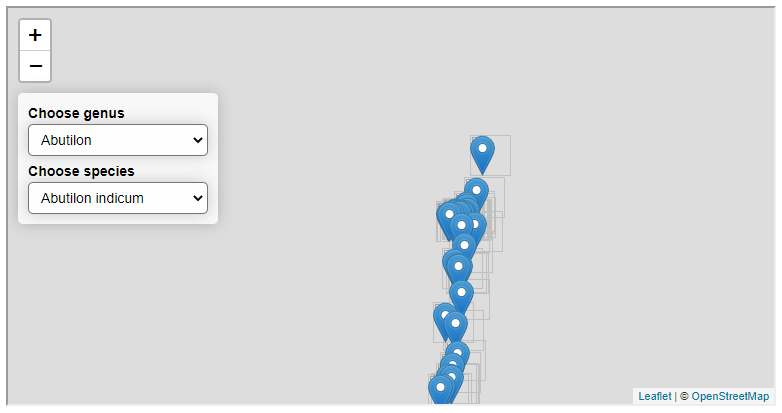 +
−
Choose genus
Abutilon
Choose species
Abutilon indicum
Leaflet | © OpenStreetMap